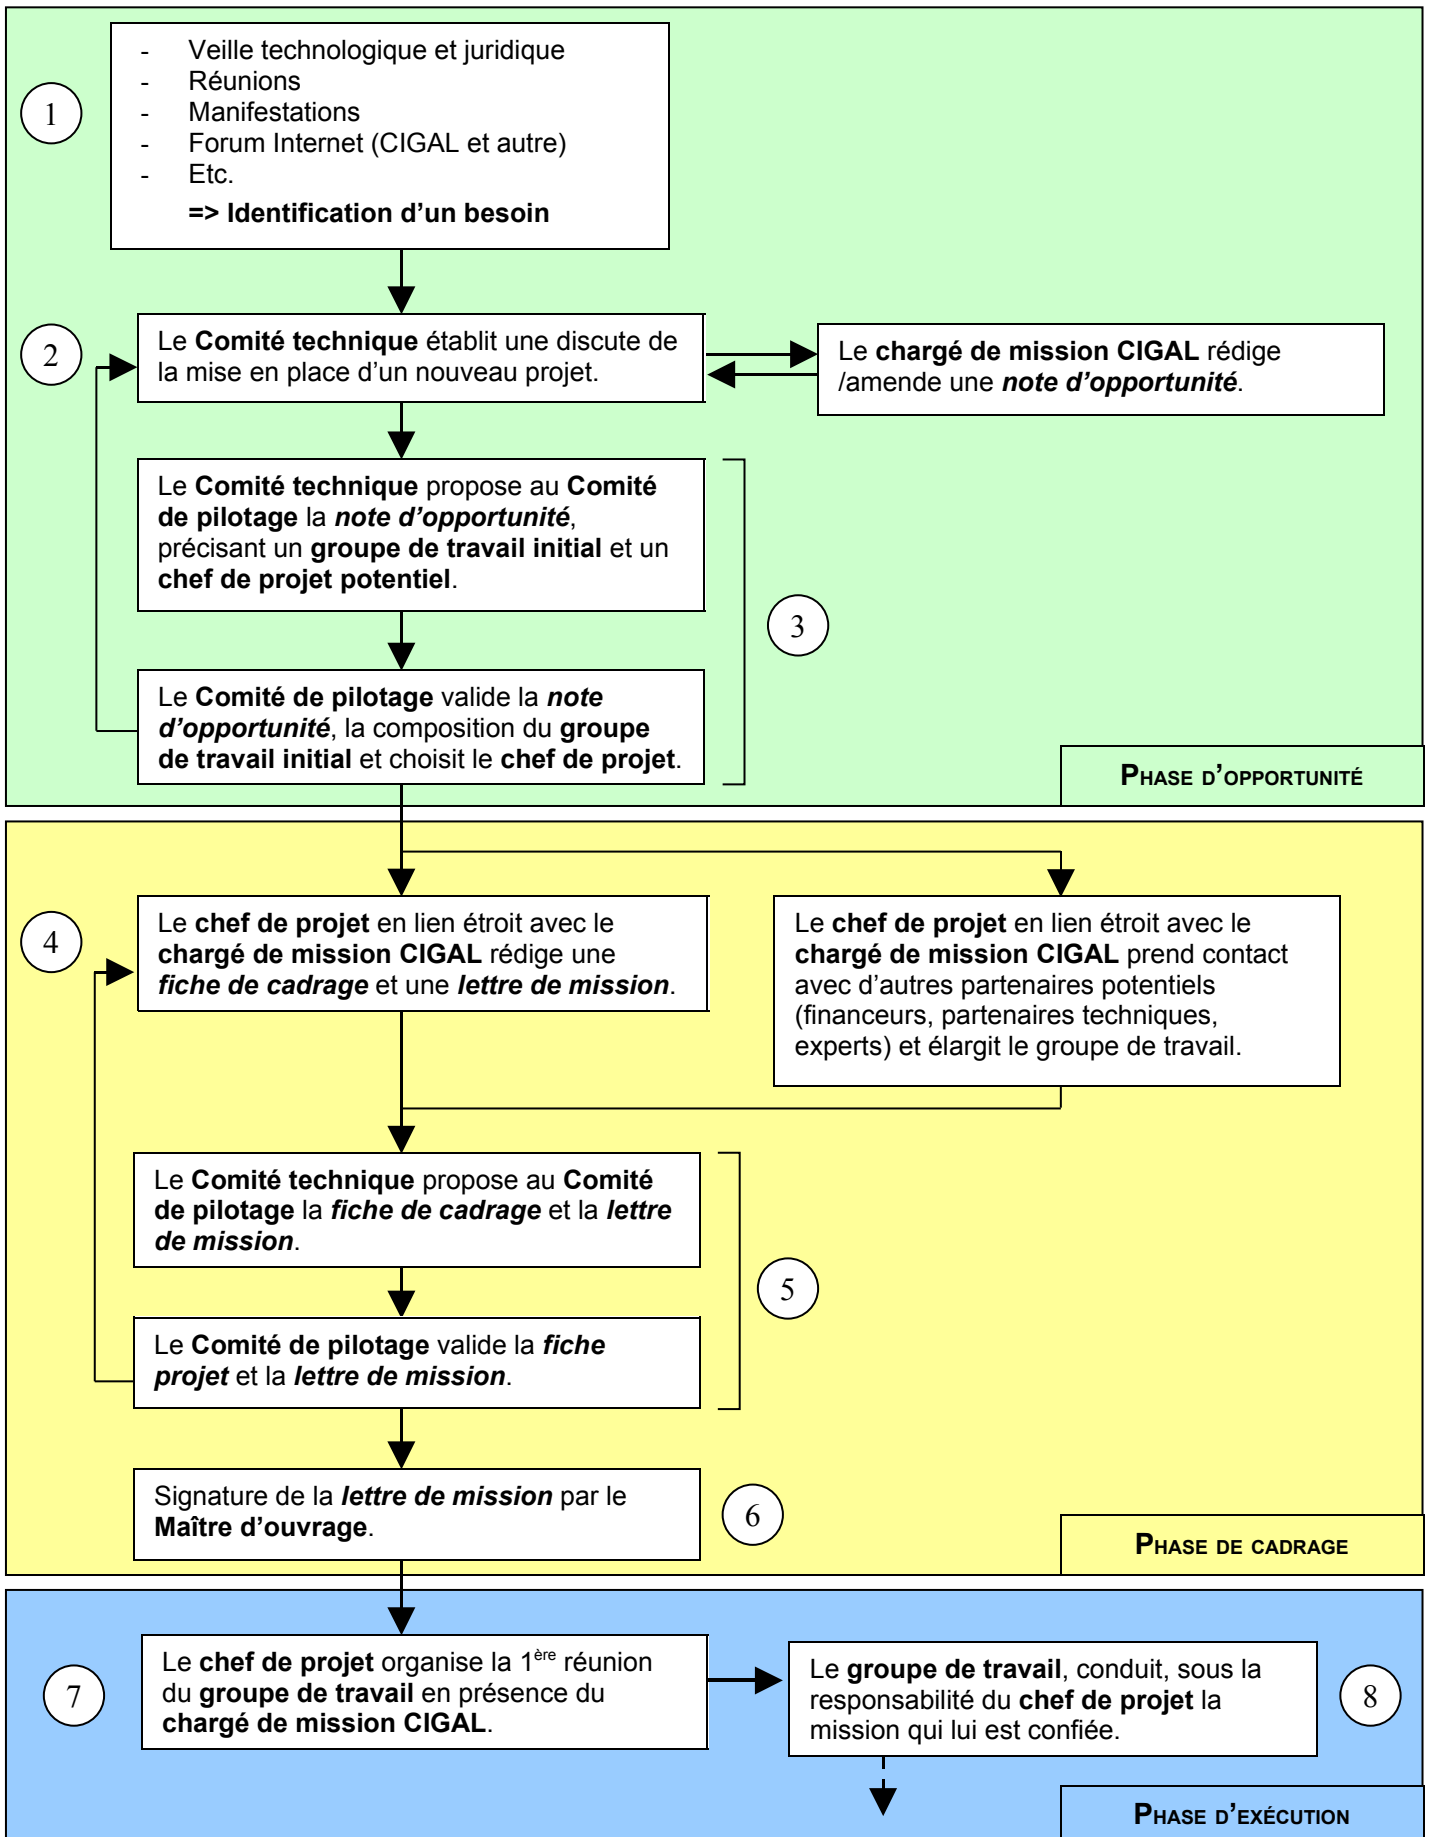 - Veille technologique et juridique
- Réunions
- Manifestations
- Forum Internet (CIGAL et autre)
- Etc.
=> Identification d'un besoin
1
2
Le Comité technique établit une discute de
la mise en place d'un nouveau projet.
Le chargé de mission CIGAL rédige
/amende une note d'opportunité.
Le Comité technique propose au Comité
de pilotage la note d'opportunité,
précisant un groupe de travail initial et un
chef de projet potentiel.
3
Le Comité de pilotage valide la note
d'opportunité, la composition du groupe
de travail initial et choisit le chef de projet.
PHASE D'OPPORTUNITÉ
4
Le chef de projet en lien étroit avec le
chargé de mission CIGAL rédige une
fiche de cadrage et une lettre de mission.
Le chef de projet en lien étroit avec le
chargé de mission CIGAL prend contact
avec d'autres partenaires potentiels
(financeurs, partenaires techniques,
experts) et élargit le groupe de travail.
Le Comité technique propose au Comité
de pilotage la fiche de cadrage et la lettre
de mission.
5
Le Comité de pilotage valide la fiche
projet et la lettre de mission.
Signature de la lettre de mission par le
Maître d'ouvrage.
6
PHASE DE CADRAGE
7
Le chef de projet organise la 1ère réunion
du groupe de travail en présence du
chargé de mission CIGAL.
Le groupe de travail, conduit, sous la
responsabilité du chef de projet la
mission qui lui est confiée.
8
PHASE D'EXÉCUTION